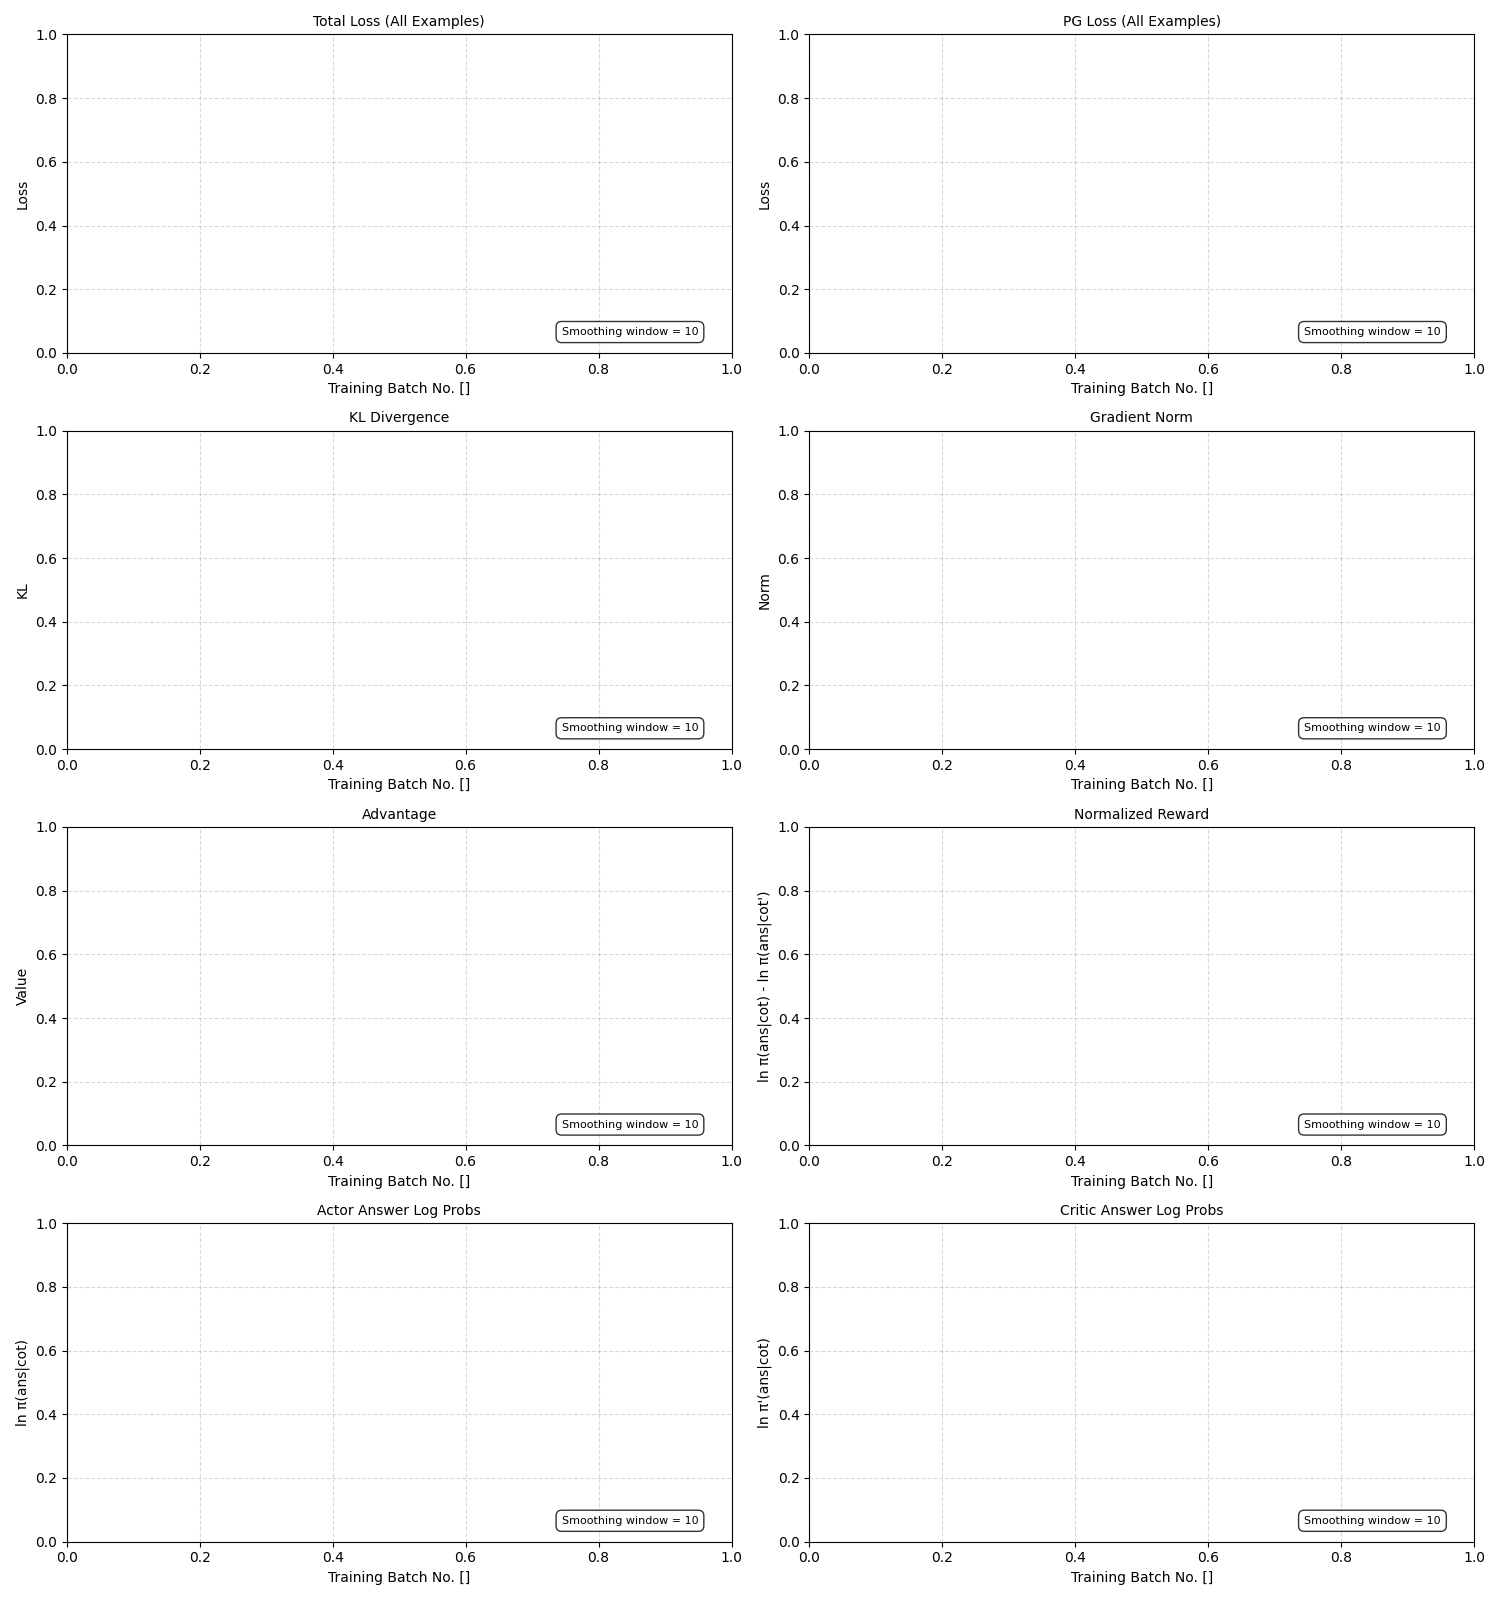 Total Loss (All Examples)
Loss
1.0
0.8
0.6
0.4
0.2
0.0
Smoothing window = 10
0.0 0.2 0.4 0.6 0.8 1.0
Training Batch No. []
PG Loss (All Examples)
Loss
1.0
0.8
0.6
0.4
0.2
0.0
Smoothing window = 10
0.0 0.2 0.4 0.6 0.8 1.0
Training Batch No. []
KL Divergence
KL
1.0
0.8
0.6
0.4
0.2
0.0
Smoothing window = 10
0.0 0.2 0.4 0.6 0.8 1.0
Training Batch No. []
Gradient Norm
Norm
1.0
0.8
0.6
0.4
0.2
0.0
Smoothing window = 10
0.0 0.2 0.4 0.6 0.8 1.0
Training Batch No. []
Advantage
Value
1.0
0.8
0.6
0.4
0.2
0.0
Smoothing window = 10
0.0 0.2 0.4 0.6 0.8 1.0
Training Batch No. []
Normalized Reward
ln π(ans|cot) - ln π(ans|cot')
1.0
0.8
0.6
0.4
0.2
0.0
Smoothing window = 10
0.0 0.2 0.4 0.6 0.8 1.0
Training Batch No. []
Actor Answer Log Probs
ln π(ans|cot)
1.0
0.8
0.6
0.4
0.2
0.0
Smoothing window = 10
0.0 0.2 0.4 0.6 0.8 1.0
Training Batch No. []
Critic Answer Log Probs
ln π'(ans|cot)
1.0
0.8
0.6
0.4
0.2
0.0
Smoothing window = 10
0.0 0.2 0.4 0.6 0.8 1.0
Training Batch No. []